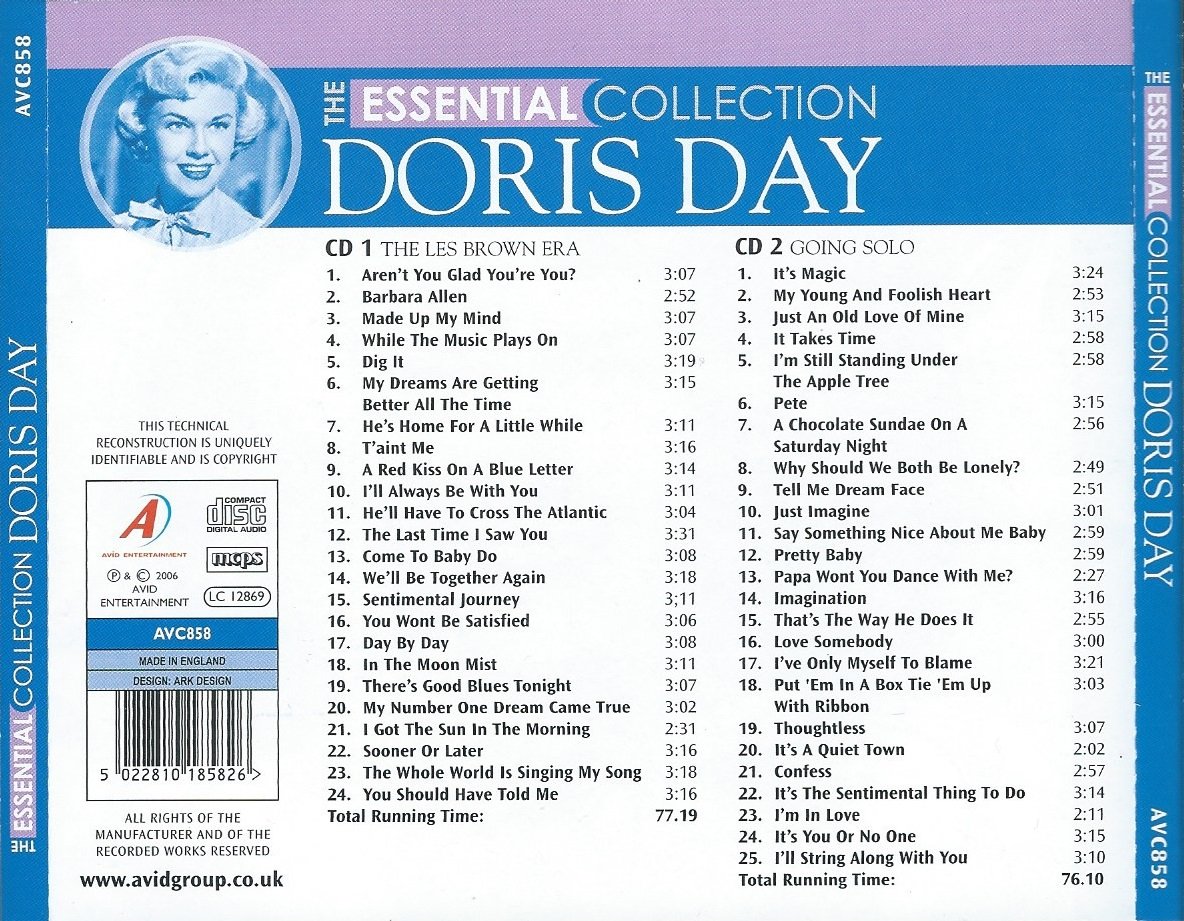 AVC858
THE ESSENTIAL COLLECTION DORIS DAY
THE ESSENTIAL COLLECTION
DORIS DAY
CD 1 THE LES BROWN ERA
1. Aren't You Glad You're You? 3:07
2. Barbara Allen 2:52
3. Made Up My Mind 3:07
4. While The Music Plays On 3:07
5. Dig It 3:19
6. My Dreams Are Getting 3:15
Better All The Time
7. He's Home For A Little While 3:11
8. T'aint Me 3:16
9. A Red Kiss On A Blue Letter 3:14
10. I'll Always Be With You 3:11
11. He'll Have To Cross The Atlantic 3:04
12. The Last Time I Saw You 3:31
13. Come To Baby Do 3:08
14. We'll Be Together Again 3:18
15. Sentimental Journey 3;11
16. You Wont Be Satisfied 3:06
17. Day By Day 3:08
18. In The Moon Mist 3:11
19. There's Good Blues Tonight 3:07
20. My Number One Dream Came True 3:02
21. I Got The Sun In The Morning 2:31
22. Sooner Or Later 3:16
23. The Whole World Is Singing My Song 3:18
24. You Should Have Told Me 3:16
Total Running Time: 77.19
CD 2 GOING SOLO
1. It's Magic 3:24
2. My Young And Foolish Heart 2:53
3. Just An Old Love Of Mine 3:15
4. It Takes Time 2:58
5. I'm Still Standing Under 2:58
The Apple Tree
6. Pete 3:15
7. A Chocolate Sundae On A 2:56
Saturday Night
8. Why Should We Both Be Lonely? 2:49
9. Tell Me Dream Face 2:51
10. Just Imagine 3:01
11. Say Something Nice About Me Baby 2:59
12. Pretty Baby 2:59
13. Papa Wont You Dance With Me? 2:27
14. Imagination 3:16
15. That's The Way He Does It 2:55
16. Love Somebody 3:00
17. I've Only Myself To Blame 3:21
18. Put 'Em In A Box Tie 'Em Up 3:03
With Ribbon
19. Thoughtless 3:07
20. It's A Quiet Town 2:02
21. Confess 2:57
22. It's The Sentimental Thing To Do 3:14
23. I'm In Love 2:11
24. It's You Or No One 3:15
25. I'll String Along With You 3:10
Total Running Time: 76.10
THIS TECHNICAL
RECONSTRUCTION IS UNIQUELY
IDENTIFIABLE AND IS COPYRIGHT
A
AVID ENTERTAINMENT
COMPACT
disc
DIGITAL AUDIO
mcps
Ⓟ & © 2006
AVID
ENTERTAINMENT
LC 12869
AVC858
MADE IN ENGLAND
DESIGN: ARK DESIGN
5 022810 185826 >
ALL RIGHTS OF THE
MANUFACTURER AND OF THE
RECORDED WORKS RESERVED
www.avidgroup.co.uk
THE ESSENTIAL COLLECTION DORIS DAY
AVC858